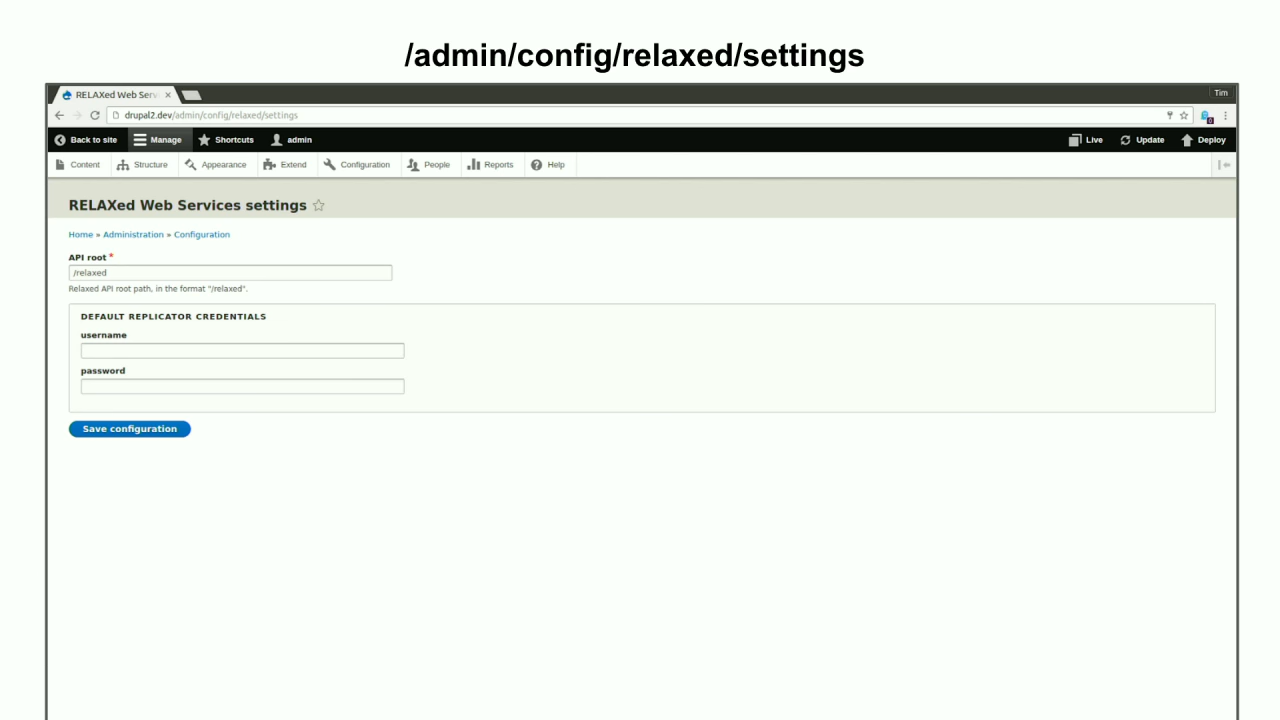 /admin/config/relaxed/settings
RELAXed Web Serv × Tim
drupal2.dev/admin/config/relaxed/settings
Back to site Manage Shortcuts admin Live Update Deploy
Content Structure Appearance Extend Configuration People Reports Help
RELAXed Web Services settings
Home » Administration » Configuration
API root *
/relaxed
Relaxed API root path, in the format "/relaxed".
DEFAULT REPLICATOR CREDENTIALS
username
password
Save configuration